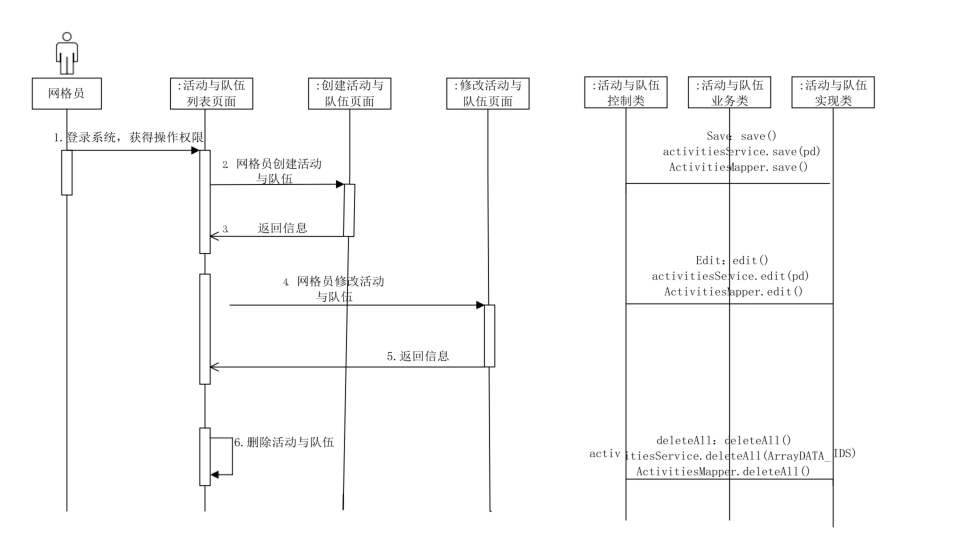 网格员
:活动与队伍
列表页面
:创建活动与
队伍页面
:修改活动与
队伍页面
:活动与队伍
控制类
:活动与队伍
业务类
:活动与队伍
实现类
1.登录系统，获得操作权限
2 网格员创建活动
与队伍
3. 返回信息
4 网格员修改活动
与队伍
5.返回信息
6.删除活动与队伍
Save：save()
activitiesService.save(pd)
ActivitiesMapper.save()
Edit：edit()
activitiesService.edit(pd)
ActivitiesMapper.edit()
deleteAll：deleteAll()
activitiesService.deleteAll(ArrayDATA_IDS)
ActivitiesMapper.deleteAll()